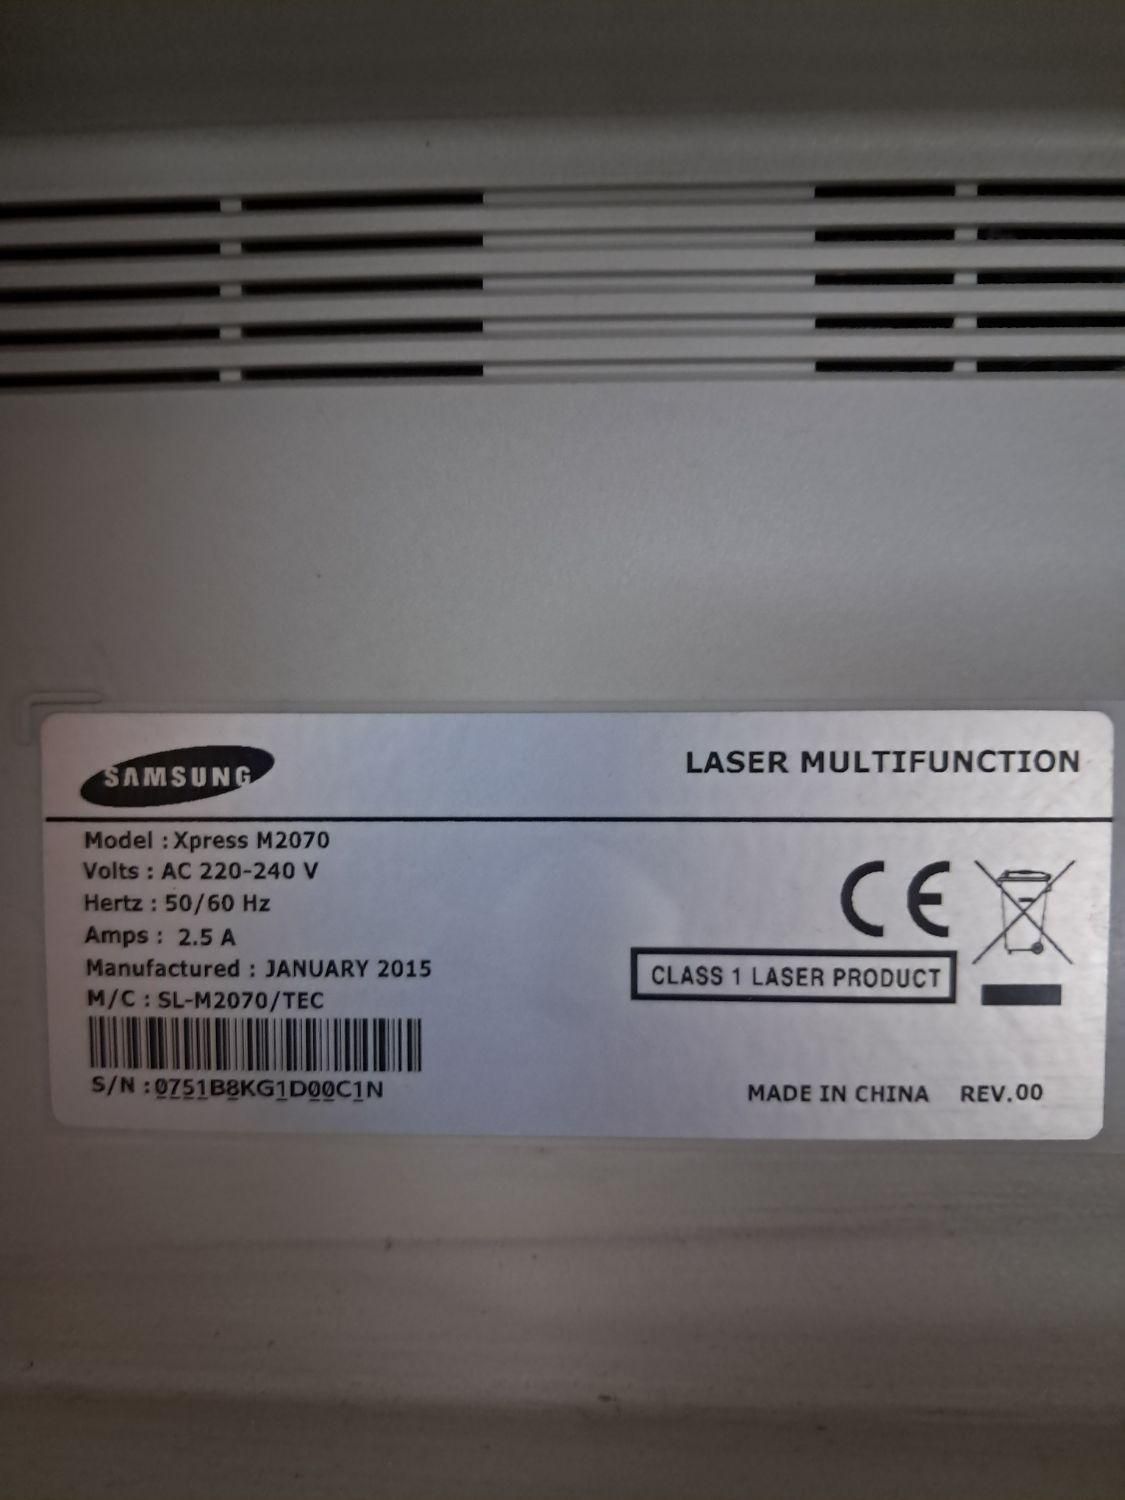 SAMSUNG
LASER MULTIFUNCTION
Model : Xpress M2070
Volts : AC 220-240 V
Hertz : 50/60 Hz
Amps : 2.5 A
Manufactured : JANUARY 2015
M/C : SL-M2070/TEC
S/N : 0751B8KG1D00C1N
CE
CLASS 1 LASER PRODUCT
MADE IN CHINA REV.00